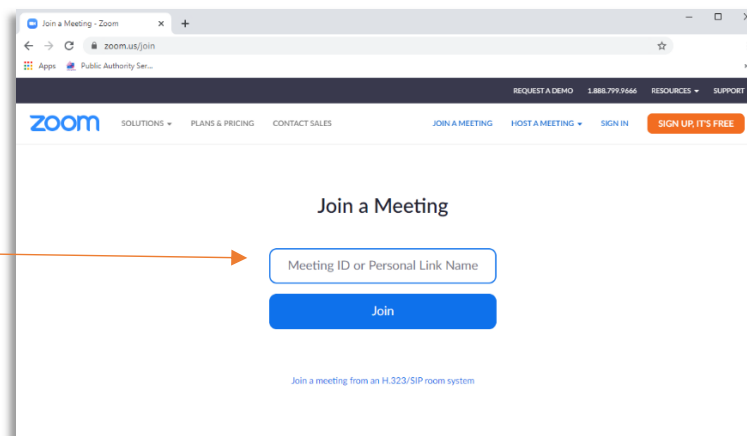 Join a Meeting - Zoom
zoom.us/join
Apps Public Authority Ser...
REQUEST A DEMO 1.888.799.9666 RESOURCES SUPPORT
zoom SOLUTIONS PLANS & PRICING CONTACT SALES JOIN A MEETING HOST A MEETING SIGN IN SIGN UP, IT'S FREE
Join a Meeting
Meeting ID or Personal Link Name
Join
Join a meeting from an H.323/SIP room system